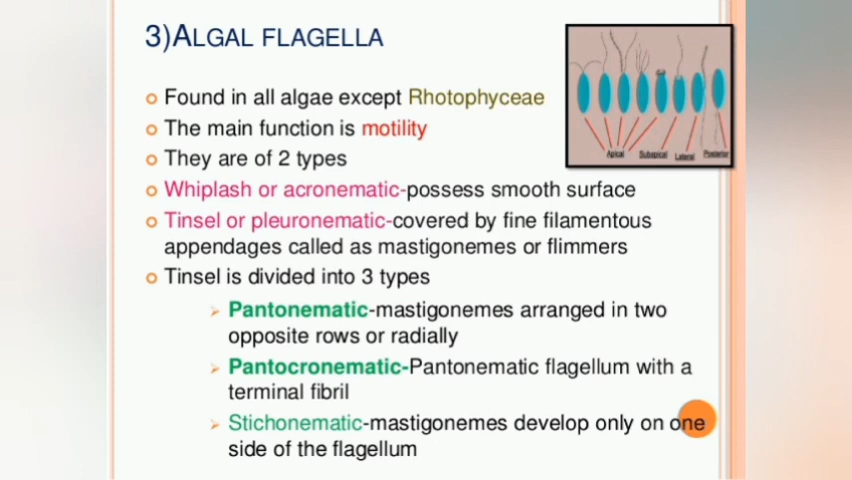 3)ALGAL FLAGELLA
Found in all algae except Rhotophyceae
The main function is motility
They are of 2 types
Whiplash or acronematic-possess smooth surface
Tinsel or pleuronematic-covered by fine filamentous
appendages called as mastigonemes or flimmers
Tinsel is divided into 3 types
Pantonematic-mastigonemes arranged in two
opposite rows or radially
Pantocronematic-Pantonematic flagellum with a
terminal fibril
Stichonematic-mastigonemes develop only on one
side of the flagellum
Apical Subapical Lateral Posterior